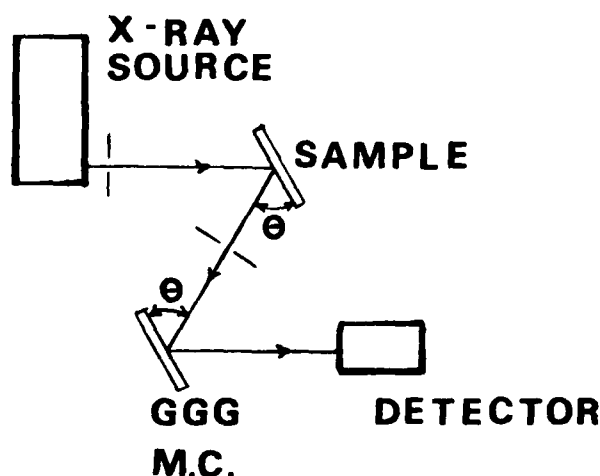 X-RAY
SOURCE
SAMPLE
θ
θ
GGG
M.C.
DETECTOR